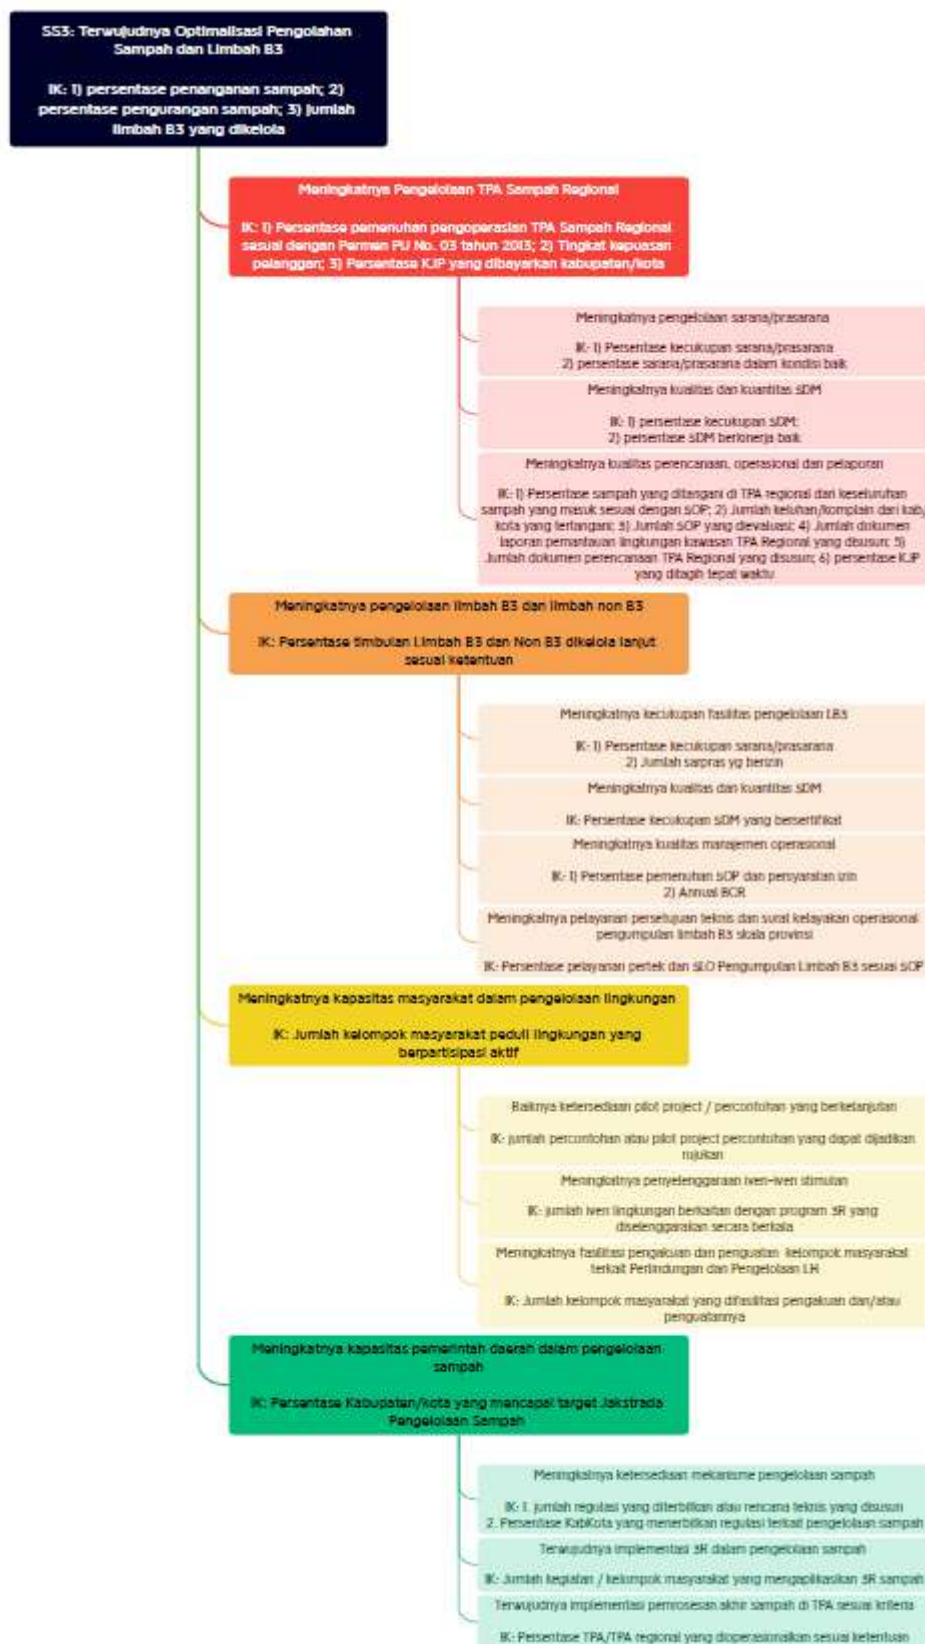 SS3: Terwujudnya Optimalisasi Pengolahan
Sampah dan Limbah B3
IK: 1) persentase penanganan sampah; 2)
persentase pengurangan sampah; 3) jumlah
limbah B3 yang dikelola
Meningkatnya Pengelolaan TPA Sampah Regional
IK: 1) Persentase pemenuhan pengoperasian TPA Sampah Regional
sesuai dengan Permen PU No. 03 tahun 2013; 2) Tingkat kepuasan
pelanggan; 3) Persentase KJP yang dibayarkan kabupaten/kota
Meningkatnya pengelolaan sarana/prasarana
IK: 1) Persentase kecukupan sarana/prasarana
2) persentase sarana/prasarana dalam kondisi baik
Meningkatnya kualitas dan kuantitas SDM
IK: 1) persentase kecukupan SDM;
2) persentase SDM berkinerja baik
Meningkatnya kualitas perencanaan, operasional dan pelaporan
IK: 1) Persentase sampah yang ditangani di TPA regional dari keseluruhan
sampah yang masuk sesuai dengan SOP; 2) Jumlah keluhan/komplain dari kab/
kota yang tertangani; 3) Jumlah SOP yang dievaluasi; 4) Jumlah dokumen
laporan pemantauan lingkungan kawasan TPA Regional yang disusun; 5)
Jumlah dokumen perencanaan TPA Regional yang disusun; 6) persentase KJP
yang ditagih tepat waktu
Meningkatnya pengelolaan limbah B3 dan limbah non B3
IK: Persentase timbulan Limbah B3 dan Non B3 dikelola lanjut
sesuai ketentuan
Meningkatnya kecukupan fasilitas pengelolaan LB3
IK: 1) Persentase kecukupan sarana/prasarana
2) Jumlah sarpras yg berizin
Meningkatnya kualitas dan kuantitas SDM
IK: Persentase kecukupan SDM yang bersertifikat
Meningkatnya kualitas manajemen operasional
IK: 1) Persentase pemenuhan SOP dan persyaratan izin
2) Annual BCR
Meningkatnya pelayanan persetujuan teknis dan surat kelayakan operasional
pengumpulan limbah B3 skala provinsi
IK: Persentase pelayanan pertek dan SLO Pengumpulan Limbah B3 sesuai SOP
Meningkatnya kapasitas masyarakat dalam pengelolaan lingkungan
IK: Jumlah kelompok masyarakat peduli lingkungan yang
berpartisipasi aktif
Baiknya ketersediaan pilot project / percontohan yang berkelanjutan
IK: jumlah percontohan atau pilot project percontohan yang dapat dijadikan
rujukan
Meningkatnya penyelenggaraan iven-iven stimulan
IK: jumlah iven lingkungan berkaitan dengan program 3R yang
diselenggarakan secara berkala
Meningkatnya fasilitasi pengakuan dan penguatan kelompok masyarakat
terkait Perlindungan dan Pengelolaan LH
IK: Jumlah kelompok masyarakat yang difasilitasi pengakuan dan/atau
penguatannya
Meningkatnya kapasitas pemerintah daerah dalam pengelolaan
sampah
IK: Persentase Kabupaten/kota yang mencapai target Jakstrada
Pengelolaan Sampah
Meningkatnya ketersediaan mekanisme pengelolaan sampah
IK: 1. jumlah regulasi yang diterbitkan atau rencana teknis yang disusun
2. Persentase KabKota yang menerbitkan regulasi terkait pengelolaan sampah
Terwujudnya implementasi 3R dalam pengelolaan sampah
IK: Jumlah kegiatan / kelompok masyarakat yang mengaplikasikan 3R sampah
Terwujudnya implementasi pemrosesan akhir sampah di TPA sesuai kriteria
IK: Persentase TPA/TPA regional yang dioperasionalkan sesuai ketentuan